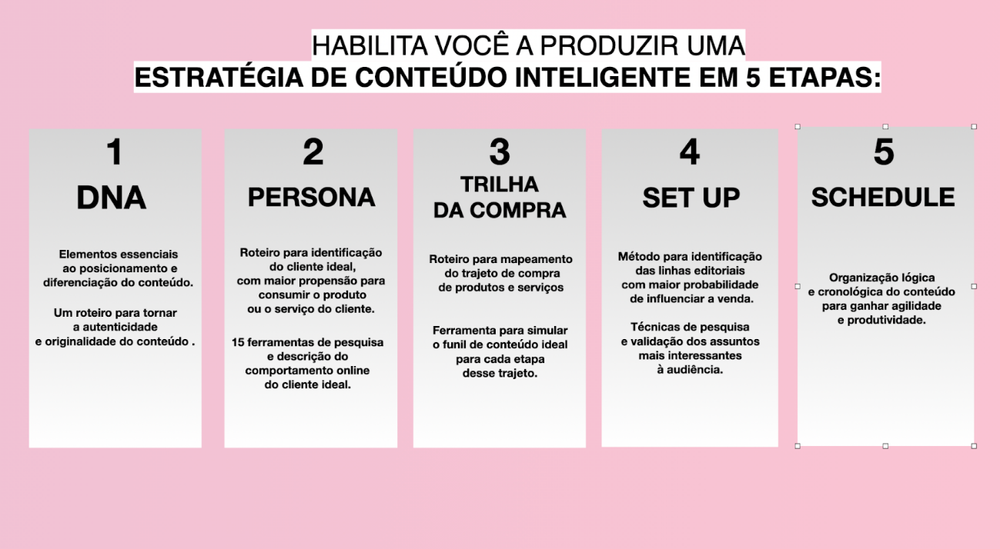 HABILITA VOCÊ A PRODUZIR UMA
ESTRATÉGIA DE CONTEÚDO INTELIGENTE EM 5 ETAPAS:
1
DNA
Elementos essenciais
ao posicionamento e
diferenciação do conteúdo.
Um roteiro para tornar
a autenticidade
e originalidade do conteúdo .
2
PERSONA
Roteiro para identificação
do cliente ideal,
com maior propensão para
consumir o produto
ou o serviço do cliente.
15 ferramentas de pesquisa
e descrição do
comportamento online
do cliente ideal.
3
TRILHA
DA COMPRA
Roteiro para mapeamento
do trajeto de compra
de produtos e serviços
Ferramenta para simular
o funil de conteúdo ideal
para cada etapa
desse trajeto.
4
SET UP
Método para identificação
das linhas editoriais
com maior probabilidade
de influenciar a venda.
Técnicas de pesquisa
e validação dos assuntos
mais interessantes
à audiência.
5
SCHEDULE
Organização lógica
e cronológica do conteúdo
para ganhar agilidade
e produtividade.